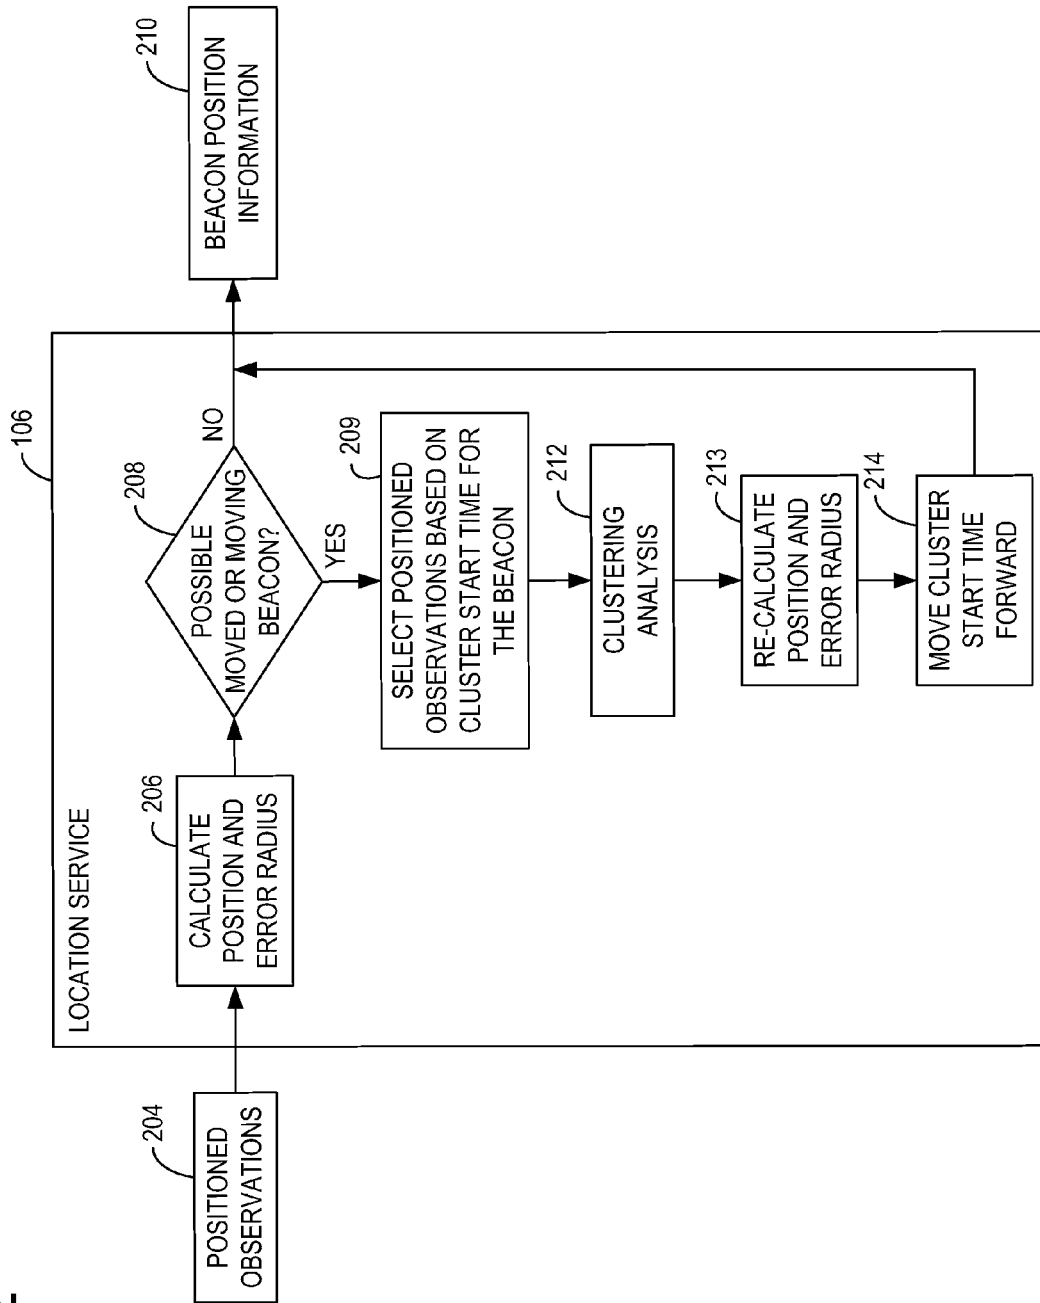 106
LOCATION SERVICE
204
POSITIONED
OBSERVATIONS
206
CALCULATE
POSITION AND
ERROR RADIUS
208
POSSIBLE
MOVED OR MOVING
BEACON?
NO
YES
210
BEACON POSITION
INFORMATION
209
SELECT POSITIONED
OBSERVATIONS BASED ON
CLUSTER START TIME FOR
THE BEACON
212
CLUSTERING
ANALYSIS
213
RE-CALCULATE
POSITION AND
ERROR RADIUS
214
MOVE CLUSTER
START TIME
FORWARD